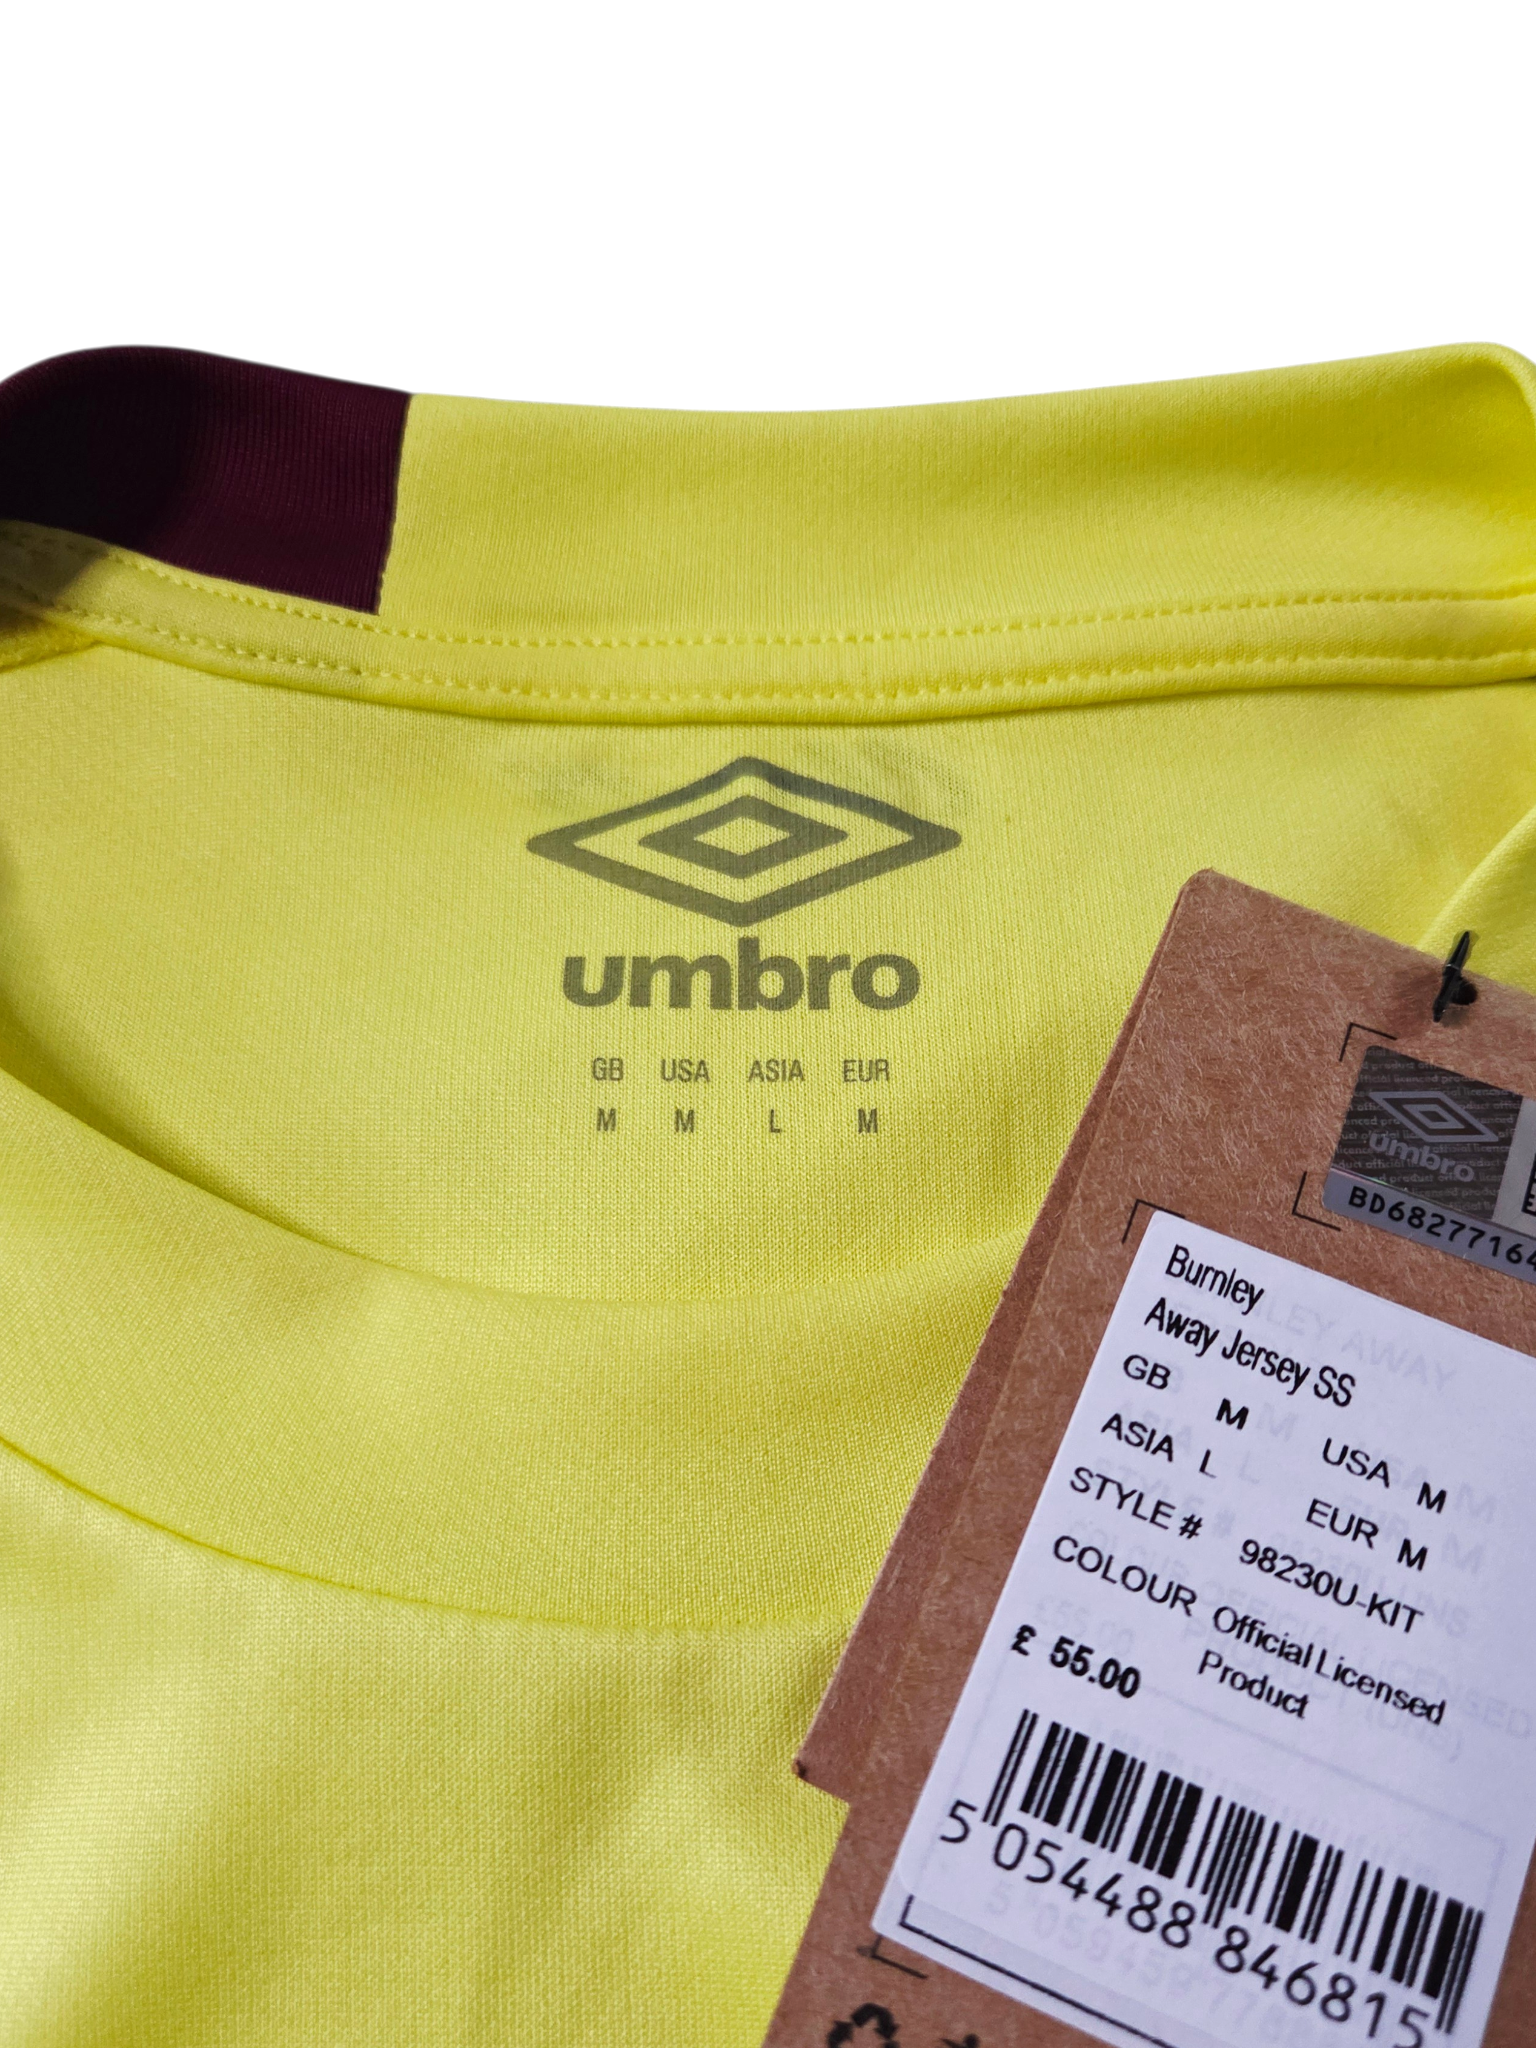 umbro
GB USA ASIA EUR
M M L M
umbro
BD68277164
Burnley
Away Jersey SS
GB M USA M
ASIA L EUR M
STYLE # 98230U-KIT
COLOUR Official Licensed
Product
£ 55.00
5 054488 846815